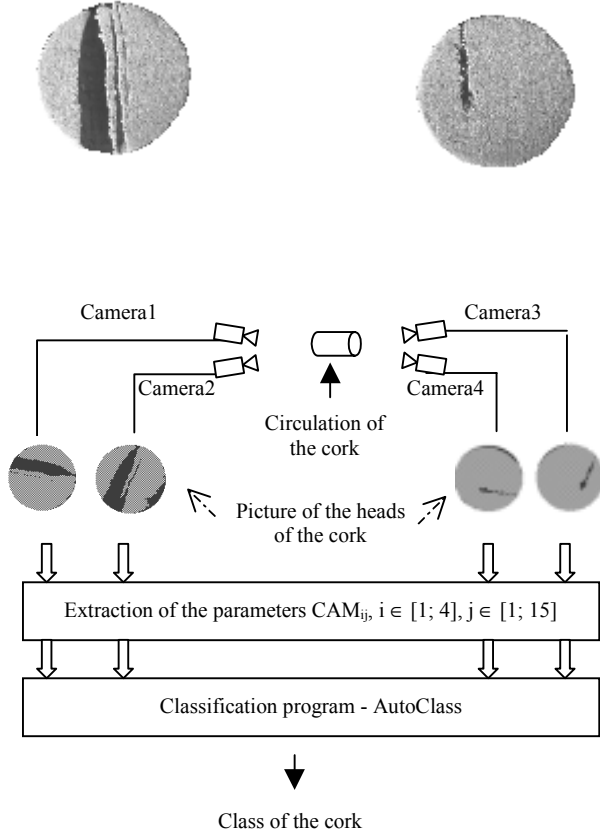 Camera1
Camera3
Camera2
Camera4
Circulation of
the cork
Picture of the heads
of the cork
Extraction of the parameters CAMᵢⱼ, i ∈ [1; 4], j ∈ [1; 15]
Classification program - AutoClass
Class of the cork